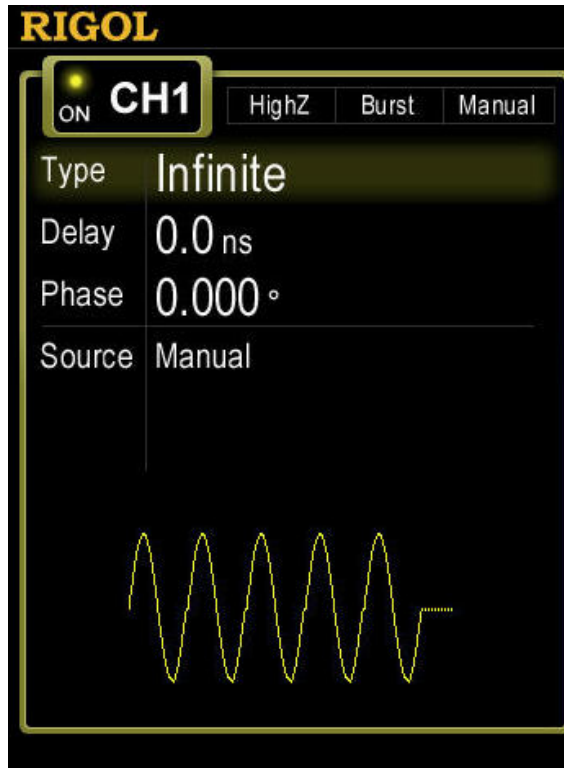 RIGOL
ON CH1 HighZ Burst Manual
Type Infinite
Delay 0.0 ns
Phase 0.000 °
Source Manual